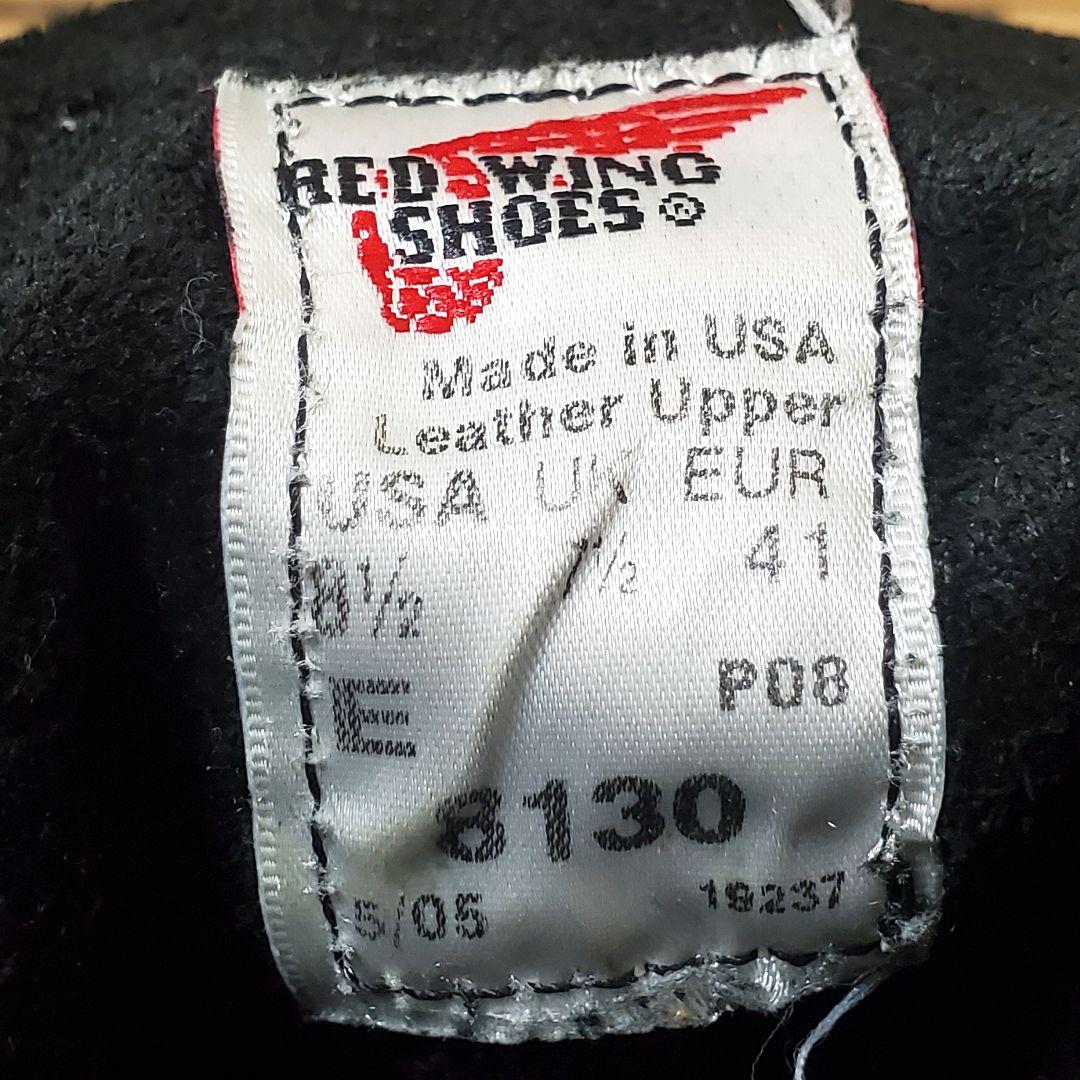 RED WING
SHOES®
Made in USA
Leather Upper
USA UK EUR
8½ 7½ 41
E P08
8130
5/05 19237